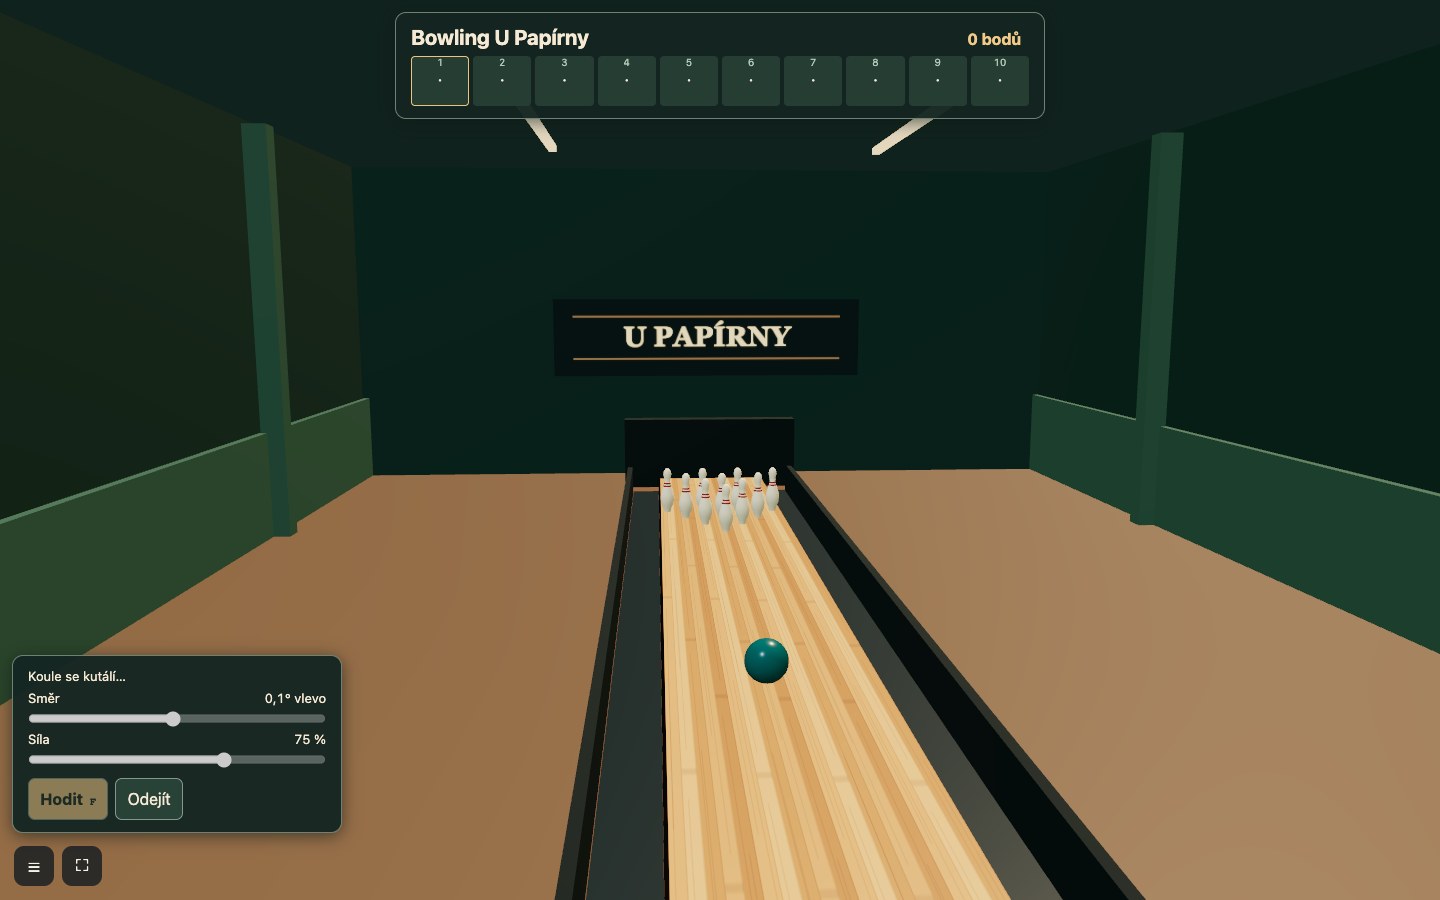 Bowling U Papírny
0 bodů
1 2 3 4 5 6 7 8 9 10
U PAPÍRNY
Koule se kutálí...
Směr 0,1° vlevo
Síla 75 %
Hodit F
Odejít